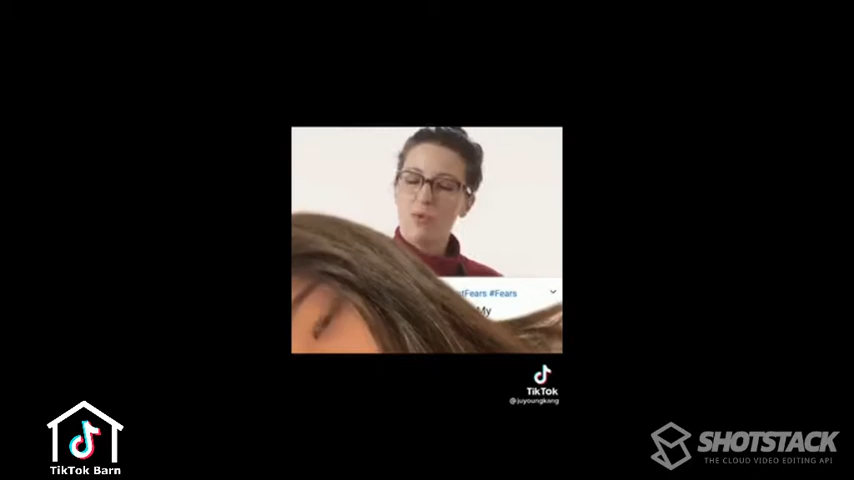 tFears #Fears
My
TikTok
@juyoungkang
TikTok Barn
SHOTSTACK
THE CLOUD VIDEO EDITING API